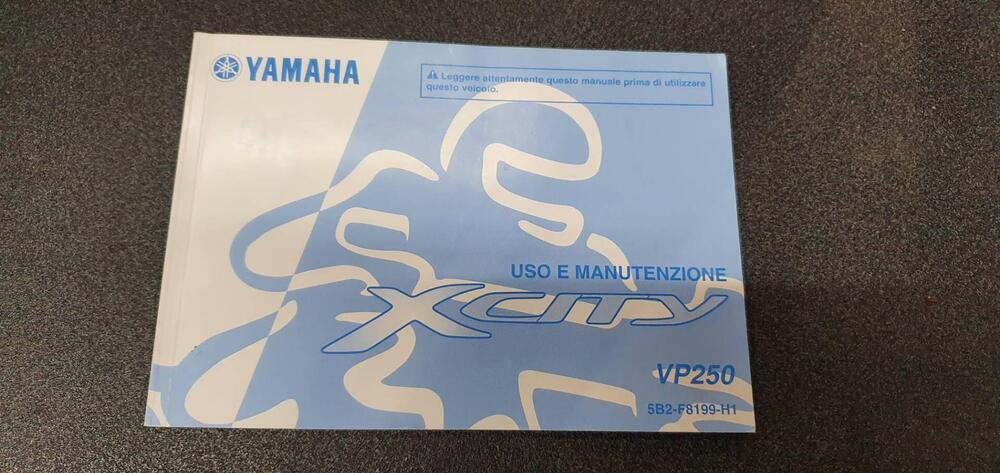 YAMAHA
⚠ Leggere attentamente questo manuale prima di utilizzare
questo veicolo.
USO E MANUTENZIONE
XCITY
VP250
5B2-F8199-H1